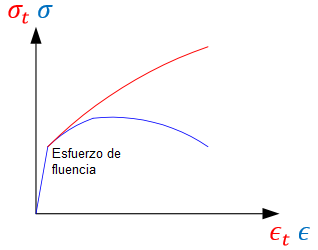 σₜ σ
Esfuerzo de
fluencia
ϵₜ ϵ